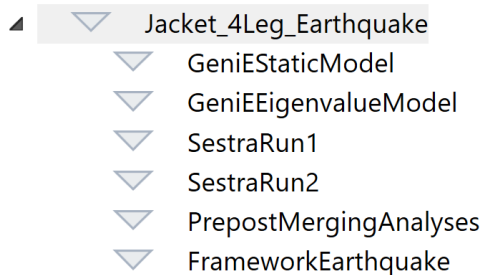 Jacket_4Leg_Earthquake
GeniEStaticModel
GeniEEigenvalueModel
SestraRun1
SestraRun2
PrepostMergingAnalyses
FrameworkEarthquake